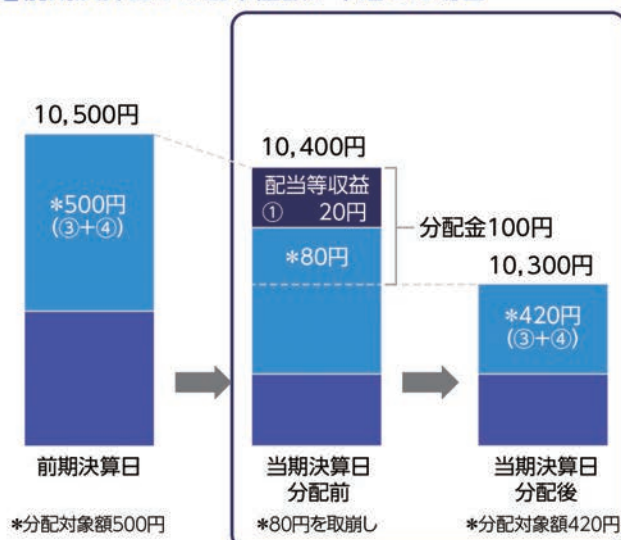 10,500円
10,400円
配当等収益
① 20円
*500円
(③+④)
*80円
分配金100円
10,300円
*420円
(③+④)
前期決算日
当期決算日
分配前
当期決算日
分配後
*分配対象額500円
*80円を取崩し
*分配対象額420円